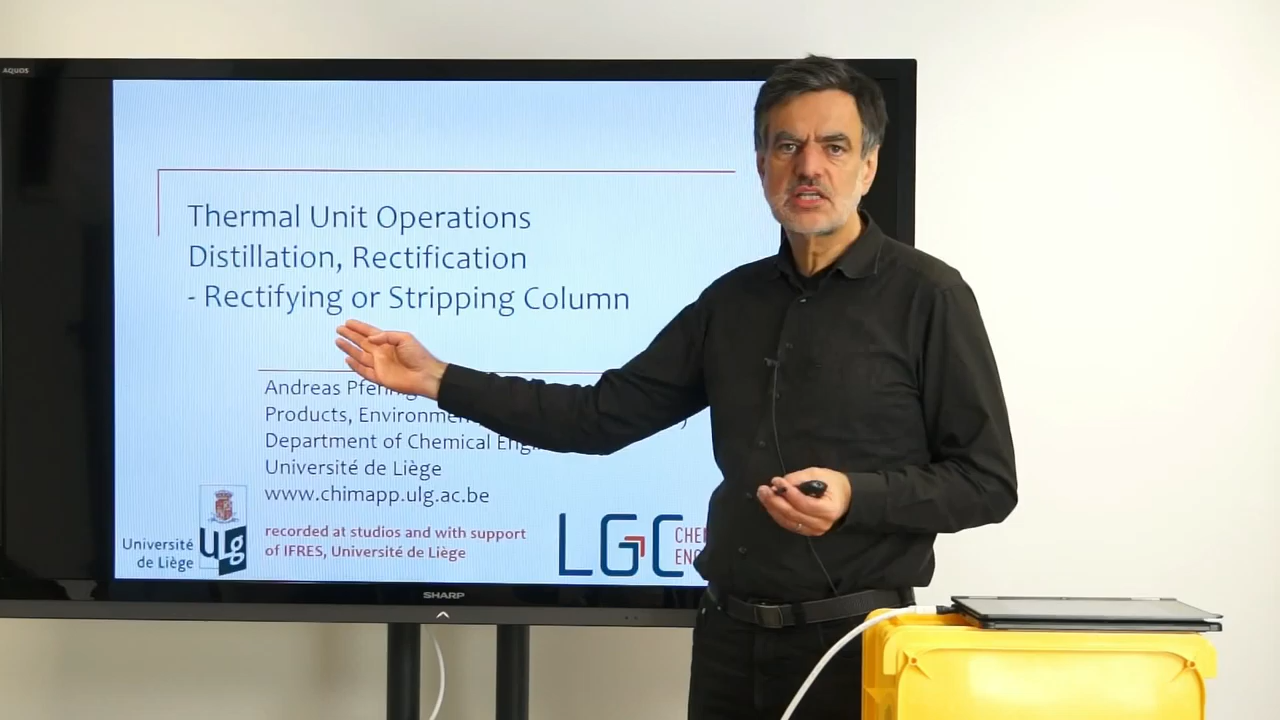 AQUOS
Thermal Unit Operations
Distillation, Rectification
- Rectifying or Stripping Column
Andreas Pfennig
Products, Environment,
Department of Chemical Engi
Université de Liège
www.chimapp.ulg.ac.be
recorded at studios and with support
of IFRES, Université de Liège
Université
de Liège
ULg
LGC
CHE
ENG
SHARP